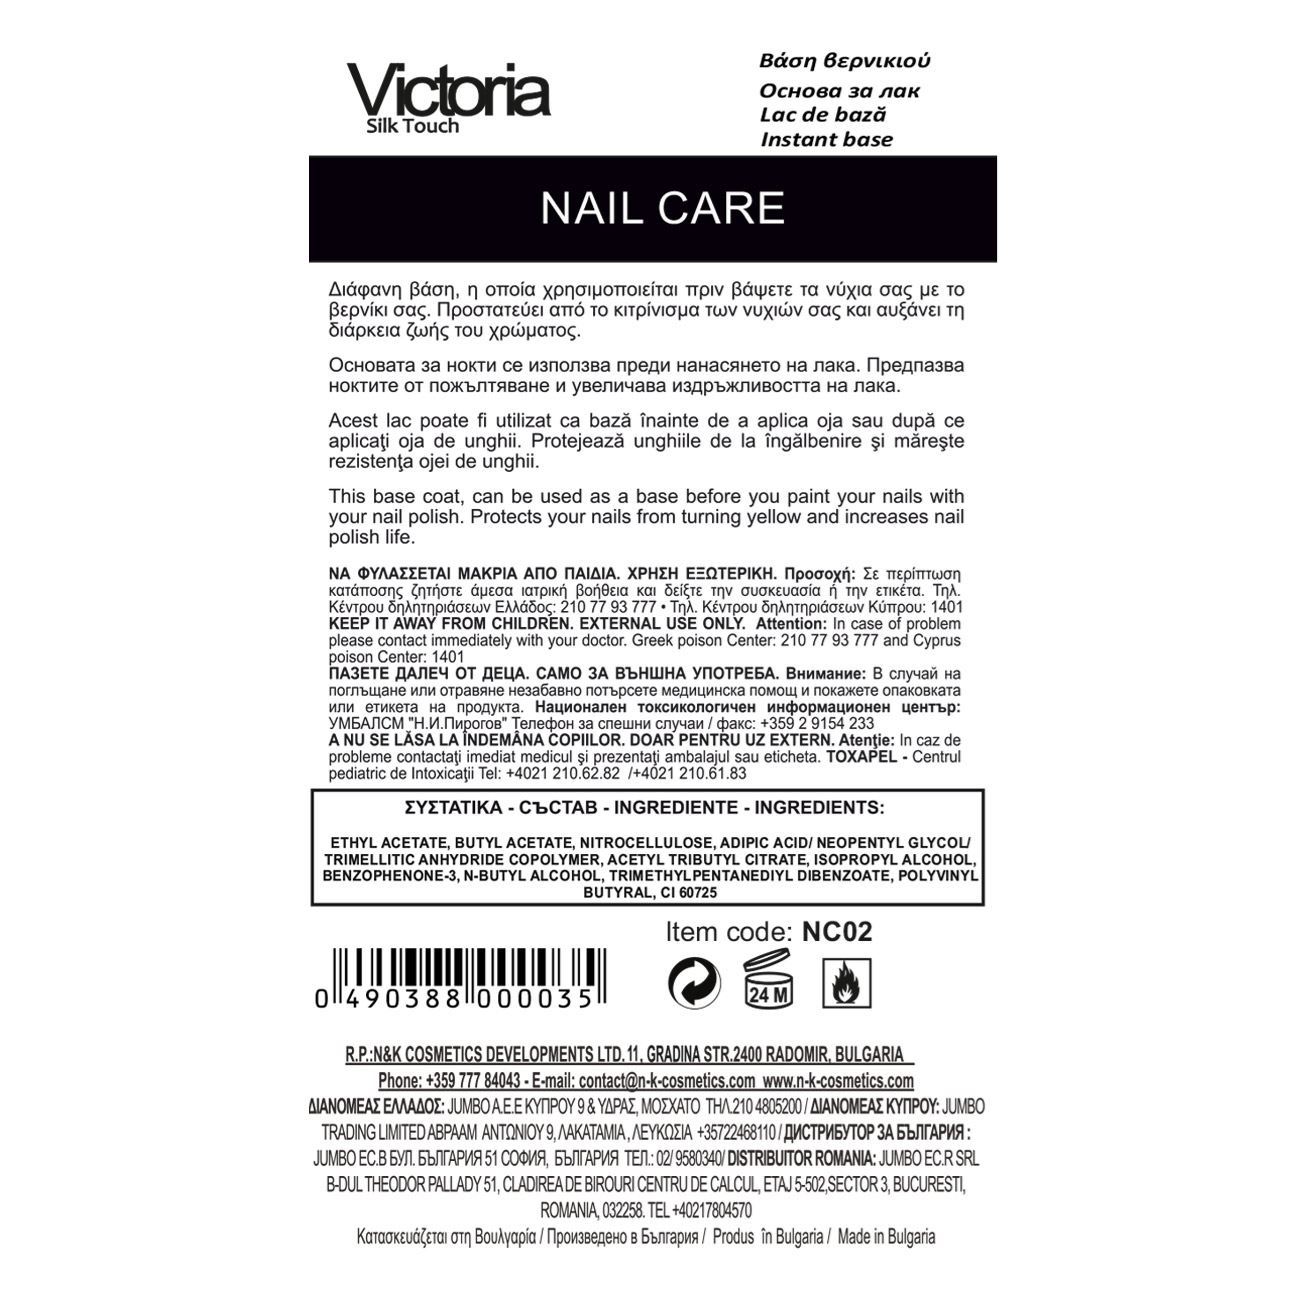 Victoria
Silk Touch
Βάση βερνικιού
Основа за лак
Lac de bază
Instant base
NAIL CARE
Διάφανη βάση, η οποία χρησιμοποιείται πριν βάψετε τα νύχια σας με το
βερνίκι σας. Προστατεύει από το κιτρίνισμα των νυχιών σας και αυξάνει τη
διάρκεια ζωής του χρώματος.
Основата за нокти се използва преди нанасянето на лака. Предпазва
ноктите от пожълтяване и увеличава издръжливостта на лака.
Acest lac poate fi utilizat ca bază înainte de a aplica oja sau după ce
aplicaţi oja de unghii. Protejează unghiile de la îngălbenire şi măreşte
rezistenţa ojei de unghii.
This base coat, can be used as a base before you paint your nails with
your nail polish. Protects your nails from turning yellow and increases nail
polish life.
ΝΑ ΦΥΛΑΣΣΕΤΑΙ ΜΑΚΡΙΑ ΑΠΟ ΠΑΙΔΙΑ. ΧΡΗΣΗ ΕΞΩΤΕΡΙΚΗ. Προσοχή: Σε περίπτωση
κατάποσης ζητήστε άμεσα ιατρική βοήθεια και δείξτε την συσκευασία ή την ετικέτα. Τηλ.
Κέντρου δηλητηριάσεων Ελλάδος: 210 77 93 777 • Τηλ. Κέντρου δηλητηριάσεων Κύπρου: 1401
KEEP IT AWAY FROM CHILDREN. EXTERNAL USE ONLY. Attention: In case of problem
please contact immediately with your doctor. Greek poison Center: 210 77 93 777 and Cyprus
poison Center: 1401
ПАЗЕТЕ ДАЛЕЧ ОТ ДЕЦА. САМО ЗА ВЪНШНА УПОТРЕБА. Внимание: В случай на
поглъщане или отравяне незабавно потърсете медицинска помощ и покажете опаковката
или етикета на продукта. Национален токсикологичен информационен център:
УМБАЛСМ "Н.И.Пирогов" Телефон за спешни случаи / факс: +359 2 9154 233
A NU SE LĂSA LA ÎNDEMÂNA COPIILOR. DOAR PENTRU UZ EXTERN. Atenţie: In caz de
probleme contactaţi imediat medicul şi prezentaţi ambalajul sau eticheta. TOXAPEL - Centrul
pediatric de Intoxicaţii Tel: +4021 210.62.82 /+4021 210.61.83
ΣΥΣΤΑΤΙΚΑ - СЪСТАВ - INGREDIENTE - INGREDIENTS:
ETHYL ACETATE, BUTYL ACETATE, NITROCELLULOSE, ADIPIC ACID/ NEOPENTYL GLYCOL/
TRIMELLITIC ANHYDRIDE COPOLYMER, ACETYL TRIBUTYL CITRATE, ISOPROPYL ALCOHOL,
BENZOPHENONE-3, N-BUTYL ALCOHOL, TRIMETHYLPENTANEDIYL DIBENZOATE, POLYVINYL
BUTYRAL, CI 60725
Item code: NC02
24 M
0 490388 000035
R.P.:N&K COSMETICS DEVELOPMENTS LTD. 11, GRADINA STR.2400 RADOMIR, BULGARIA
Phone: +359 777 84043 - E-mail: contact@n-k-cosmetics.com www.n-k-cosmetics.com
ΔΙΑΝΟΜΕΑΣ ΕΛΛΑΔΟΣ: JUMBO A.E.E ΚΥΠΡΟΥ 9 & ΥΔΡΑΣ, ΜΟΣΧΑΤΟ ΤΗΛ.210 4805200 / ΔΙΑΝΟΜΕΑΣ ΚΥΠΡΟΥ: JUMBO
TRADING LIMITED ΑΒΡΑΑΜ ΑΝΤΩΝΙΟΥ 9, ΛΑΚΑΤΑΜΙΑ , ΛΕΥΚΩΣΙΑ +35722468110 / ДИСТРИБУТОР ЗА БЪЛГАРИЯ :
JUMBO EC.B БУЛ. БЪЛГАРИЯ 51 СОФИЯ, БЪЛГАРИЯ ТЕЛ.: 02/ 9580340/ DISTRIBUITOR ROMANIA: JUMBO EC.R SRL
B-DUL THEODOR PALLADY 51, CLADIREA DE BIROURI CENTRU DE CALCUL, ETAJ 5-502,SECTOR 3, BUCURESTI,
ROMANIA, 032258. TEL +40217804570
Κατασκευάζεται στη Βουλγαρία / Произведено в България / Produs în Bulgaria / Made in Bulgaria